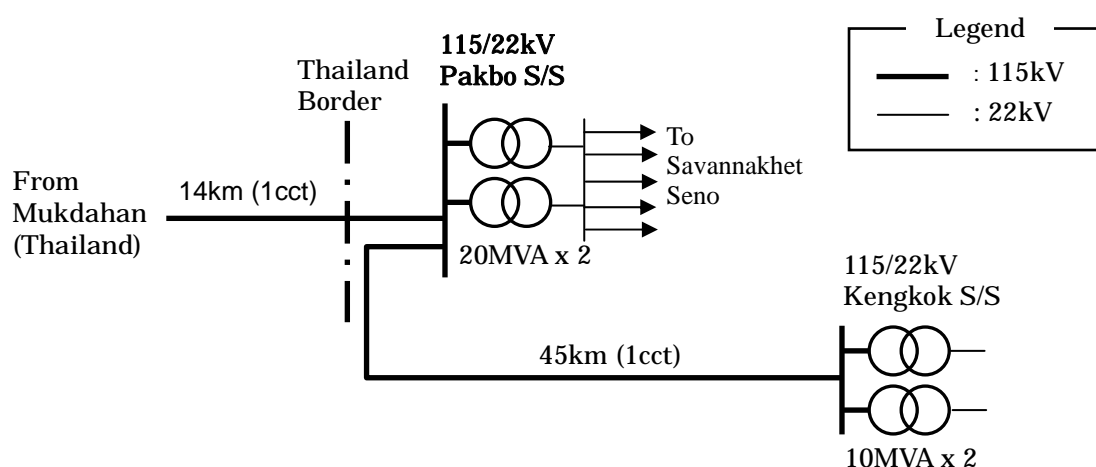 115/22kV
Pakbo S/S
Thailand
Border
Legend
: 115kV
: 22kV
To
Savannakhet
Seno
From
Mukdahan
(Thailand)
14km (1cct)
20MVA x 2
115/22kV
Kengkok S/S
45km (1cct)
10MVA x 2